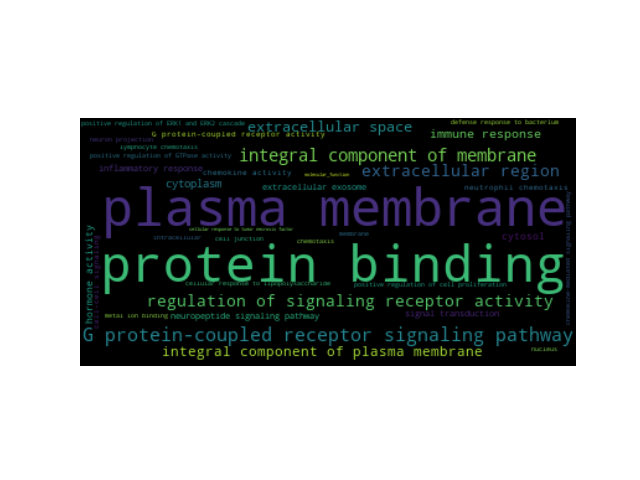 positive regulation of ERK1 and ERK2 cascade
defense response to bacterium
extracellular space
neuron projection
G protein-coupled receptor activity
immune response
lymphocyte chemotaxis
positive regulation of GTPase activity
integral component of membrane
inflammatory response
chemokine activity
molecular_function
extracellular region
cytoplasm
extracellular exosome
neutrophil chemotaxis
plasma membrane
cellular response to tumor necrosis factor
membrane
intracellular
cell junction
chemotaxis
cytosol
hormone activity
cell-cell signaling
protein binding
cellular response to lipopolysaccharide
positive regulation of cell proliferation
regulation of signaling receptor activity
metal ion binding
neuropeptide signaling pathway
signal transduction
G protein-coupled receptor signaling pathway
integral component of plasma membrane
nucleus